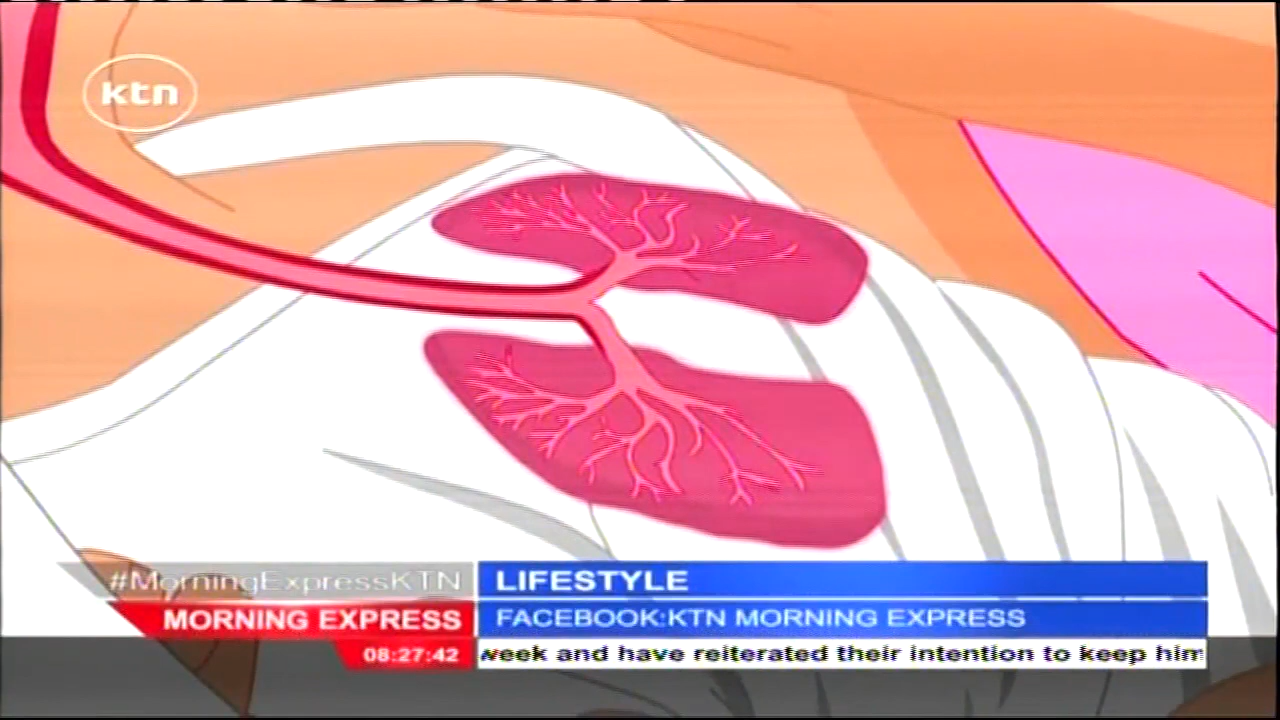 ktn
#MorningExpressKTN
LIFESTYLE
MORNING EXPRESS
FACEBOOK:KTN MORNING EXPRESS
08:27:42
week and have reiterated their intention to keep him